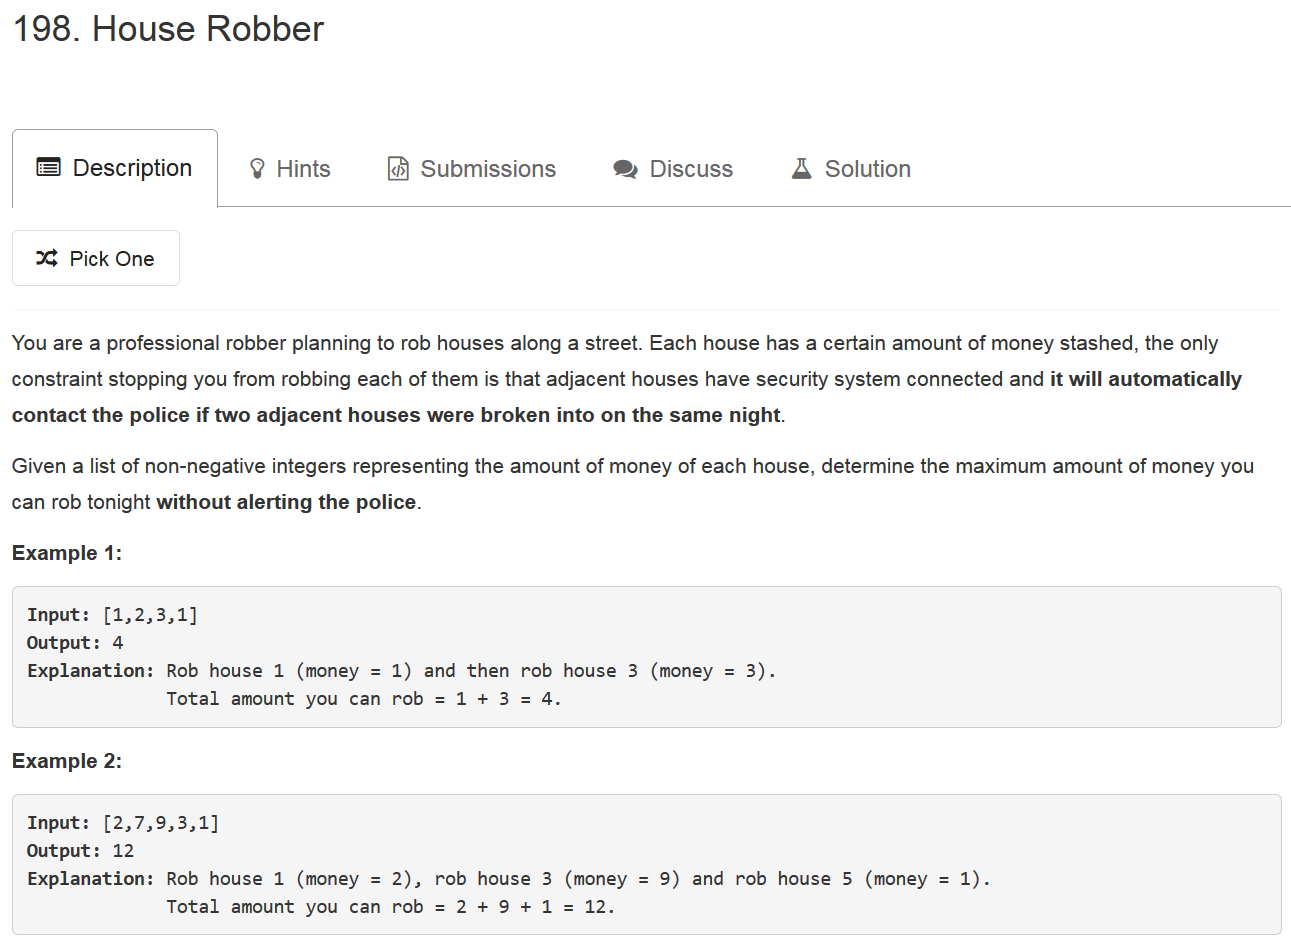 198. House Robber
Description
Hints
Submissions
Discuss
Solution
Pick One
You are a professional robber planning to rob houses along a street. Each house has a certain amount of money stashed, the only
constraint stopping you from robbing each of them is that adjacent houses have security system connected and it will automatically
contact the police if two adjacent houses were broken into on the same night.
Given a list of non-negative integers representing the amount of money of each house, determine the maximum amount of money you
can rob tonight without alerting the police.
Example 1:
Input: [1,2,3,1]
Output: 4
Explanation: Rob house 1 (money = 1) and then rob house 3 (money = 3).
Total amount you can rob = 1 + 3 = 4.
Example 2:
Input: [2,7,9,3,1]
Output: 12
Explanation: Rob house 1 (money = 2), rob house 3 (money = 9) and rob house 5 (money = 1).
Total amount you can rob = 2 + 9 + 1 = 12.